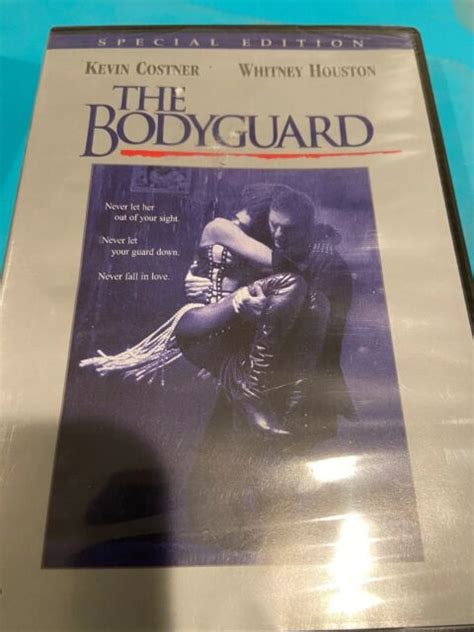 SPECIAL EDITION
KEVIN COSTNER WHITNEY HOUSTON
THE
BODYGUARD
Never let her
out of your sight.
Never let
your guard down.
Never fall in love.